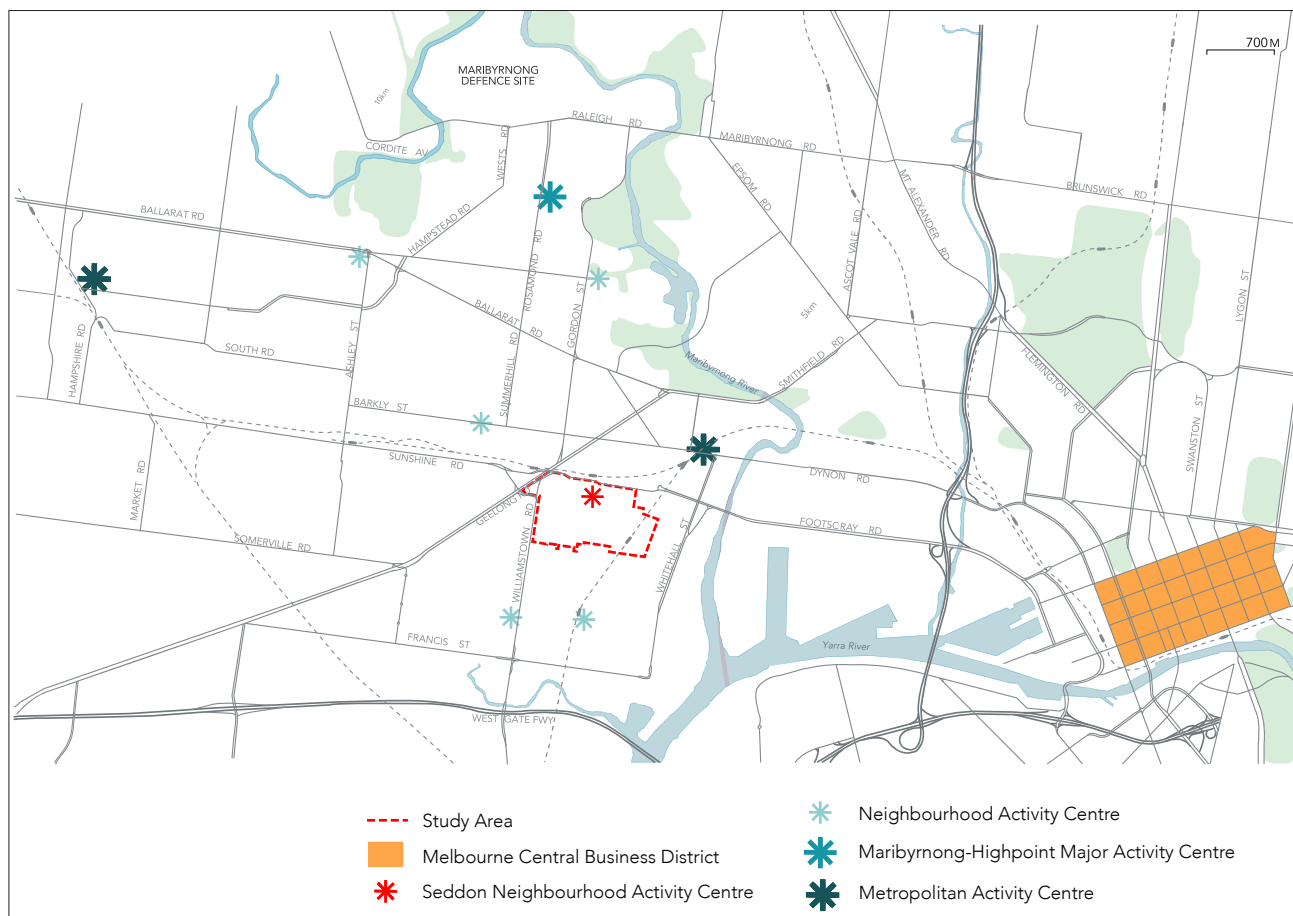 700 M
MARIBYRNONG
DEFENCE SITE
10km
RALEIGH RD
MARIBYRNONG RD
CORDITE AV
WESTS RD
EPSOM RD
MT ALEXANDER RD
BRUNSWICK RD
BALLARAT RD
HAMPSTEAD RD
ROSAMOND RD
ASCOT VALE RD
LYGON ST
GORDON ST
BALLARAT RD
5km
HAMPSHIRE RD
SOUTH RD
ASHLEY ST
SUMMERHILL RD
Maribyrnong River
SMITHFIELD RD
FLEMINGTON RD
SWANSTON ST
BARKLY ST
SUNSHINE RD
DYNON RD
MARKET RD
GEELONG R
FOOTSCRAY RD
SOMERVILLE RD
WILLIAMSTOWN RD
WHITEHALL ST
FRANCIS ST
Yarra River
WEST GATE FWY
Study Area
Melbourne Central Business District
Seddon Neighbourhood Activity Centre
Neighbourhood Activity Centre
Maribyrnong-Highpoint Major Activity Centre
Metropolitan Activity Centre